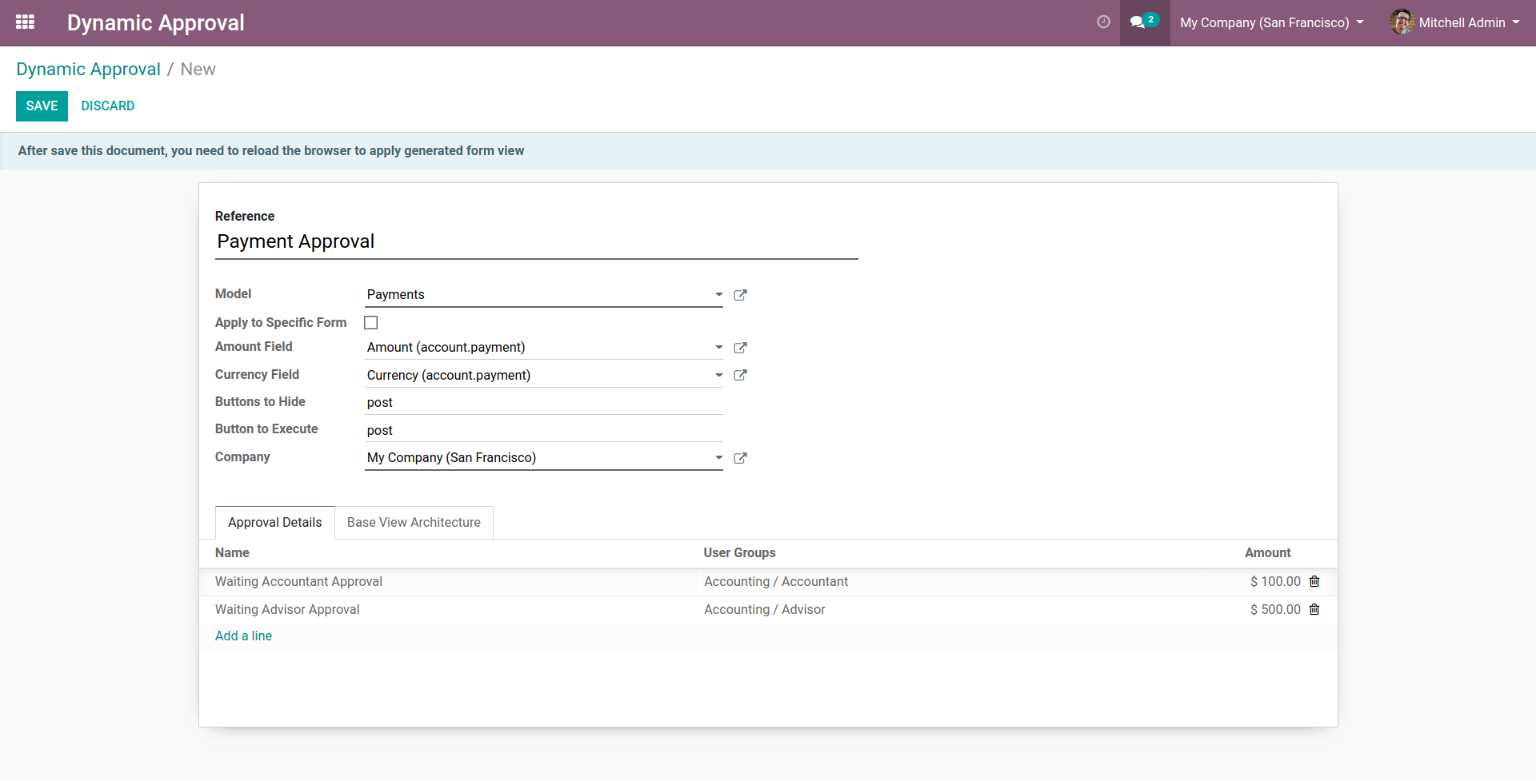 Dynamic Approval
2 My Company (San Francisco) Mitchell Admin
Dynamic Approval / New
SAVE DISCARD
After save this document, you need to reload the browser to apply generated form view
Reference
Payment Approval
Model Payments
Apply to Specific Form
Amount Field Amount (account.payment)
Currency Field Currency (account.payment)
Buttons to Hide post
Button to Execute post
Company My Company (San Francisco)
Approval Details Base View Architecture
Name User Groups Amount
Waiting Accountant Approval Accounting / Accountant $ 100.00
Waiting Advisor Approval Accounting / Advisor $ 500.00
Add a line